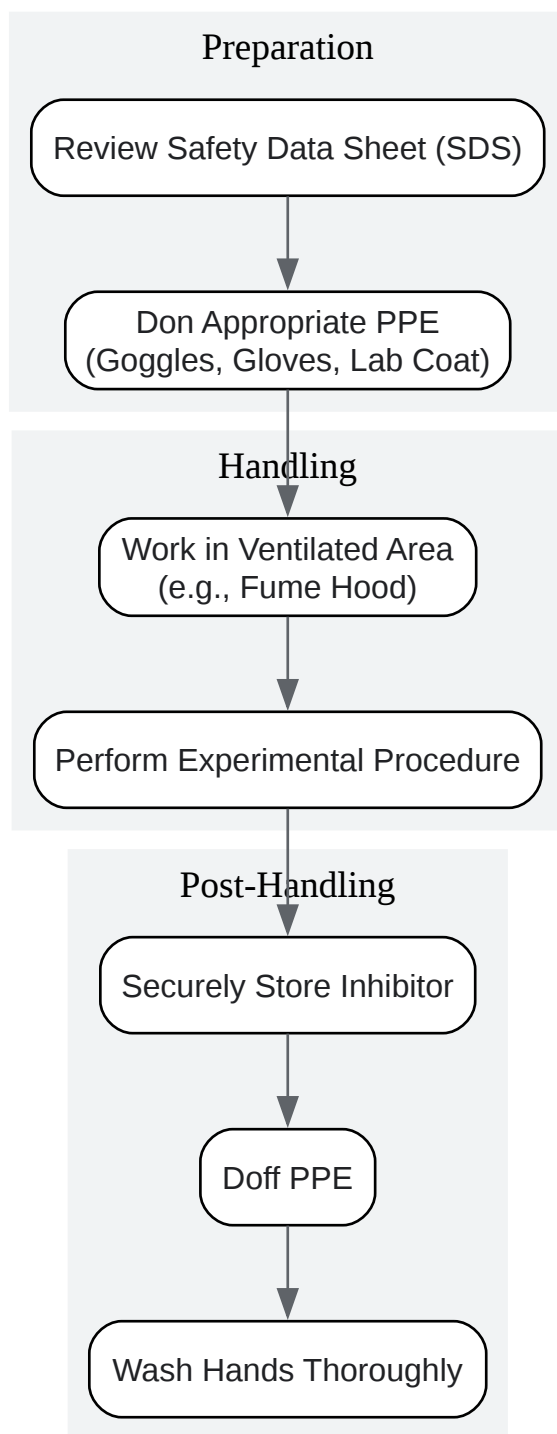 Preparation
Review Safety Data Sheet (SDS)
Don Appropriate PPE
(Goggles, Gloves, Lab Coat)
Handling
Work in Ventilated Area
(e.g., Fume Hood)
Perform Experimental Procedure
Post-Handling
Securely Store Inhibitor
Doff PPE
Wash Hands Thoroughly